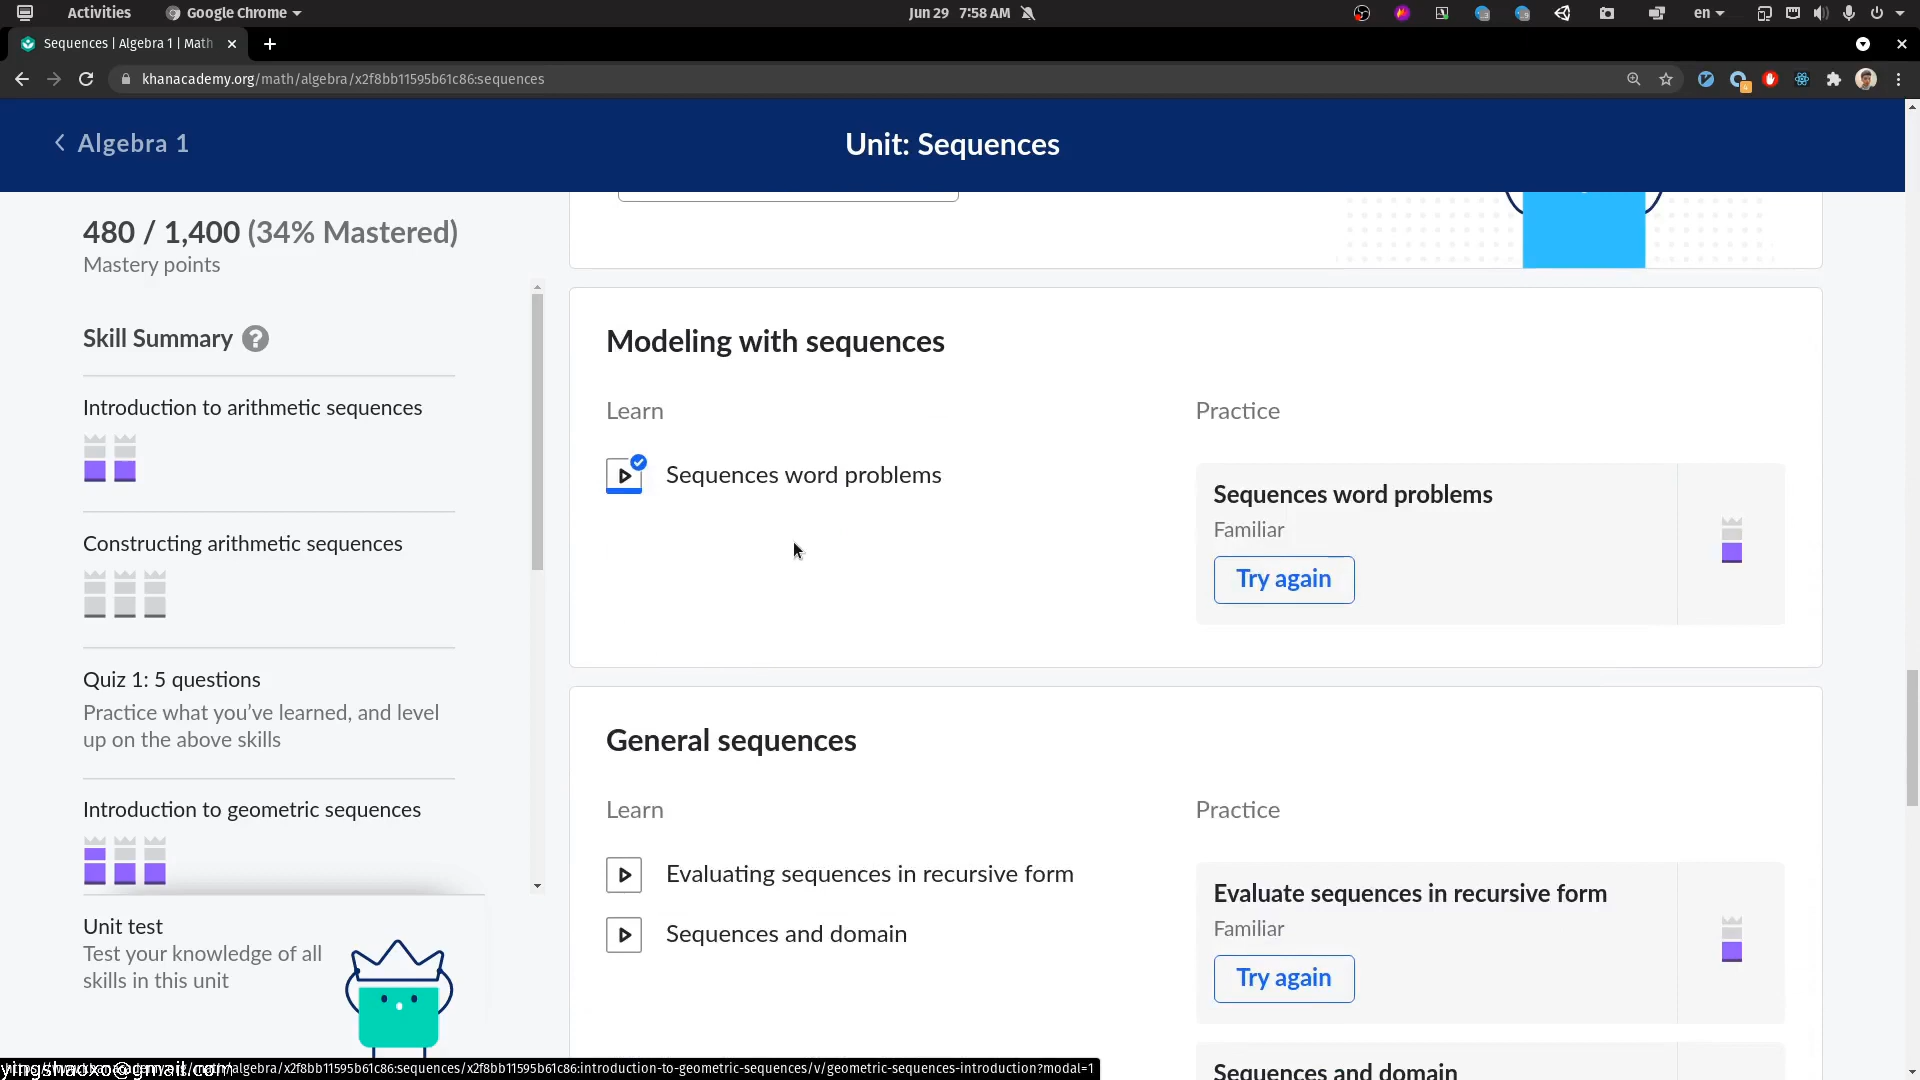 Activities
Google Chrome
Jun 29 7:58 AM
en
Sequences | Algebra 1 | Math
khanacademy.org/math/algebra/x2f8bb11595b61c86:sequences
Algebra 1
Unit: Sequences
480 / 1,400 (34% Mastered)
Mastery points
Skill Summary
Introduction to arithmetic sequences
Constructing arithmetic sequences
Quiz 1: 5 questions
Practice what you've learned, and level
up on the above skills
Introduction to geometric sequences
Unit test
Test your knowledge of all
skills in this unit
Modeling with sequences
Learn
Sequences word problems
Practice
Sequences word problems
Familiar
Try again
General sequences
Learn
Evaluating sequences in recursive form
Sequences and domain
Practice
Evaluate sequences in recursive form
Familiar
Try again
Sequences and domain
yingshaoxo@gmail.com
/math/algebra/x2f8bb11595b61c86:sequences/x2f8bb11595b61c86:introduction-to-geometric-sequences/v/geometric-sequences-introduction?modal=1